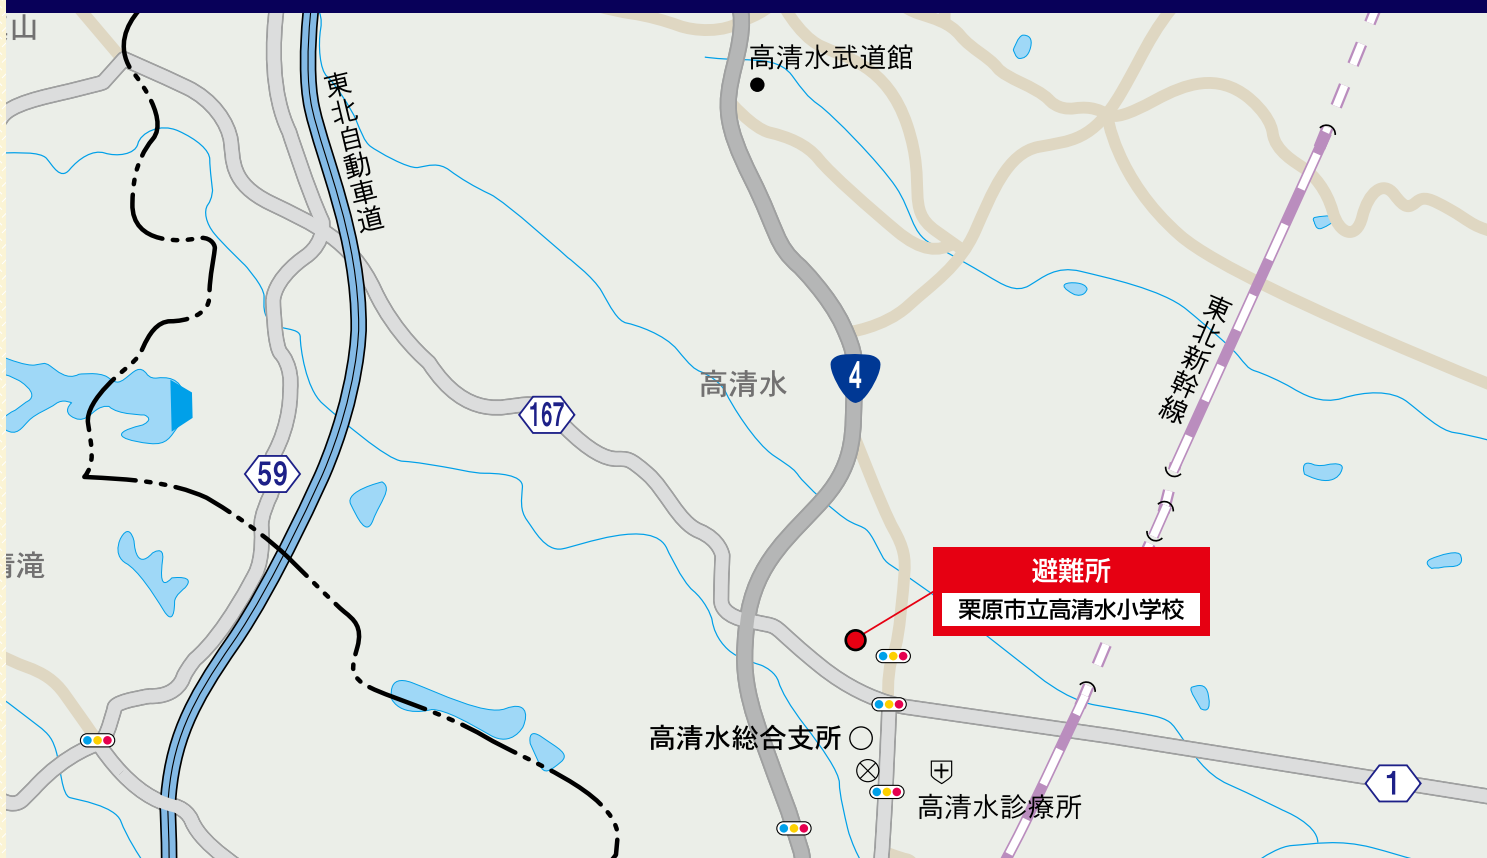 山
高清水武道館
東北自動車道
東北新幹線
高清水
4
167
59
滝
避難所
栗原市立高清水小学校
高清水総合支所
高清水診療所
1